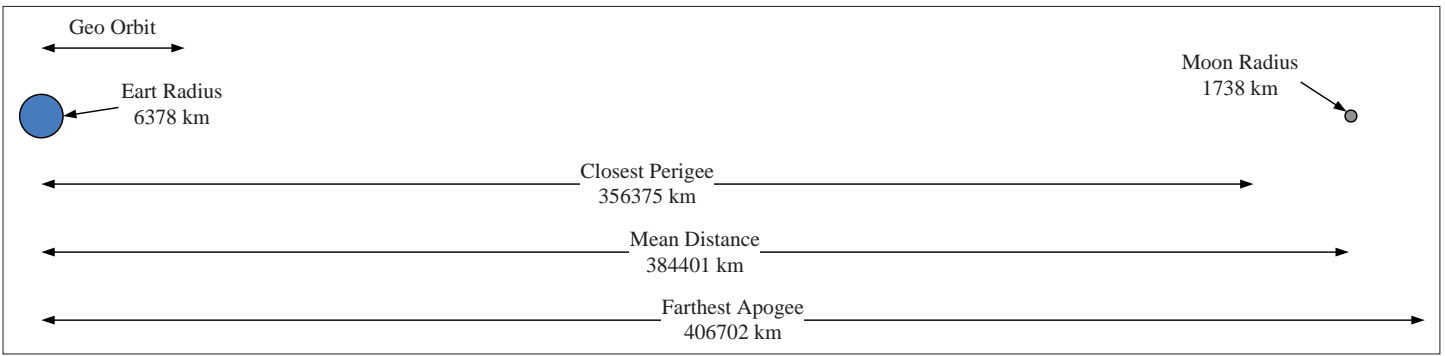 Geo Orbit
Eart Radius
6378 km
Moon Radius
1738 km
Closest Perigee
356375 km
Mean Distance
384401 km
Farthest Apogee
406702 km